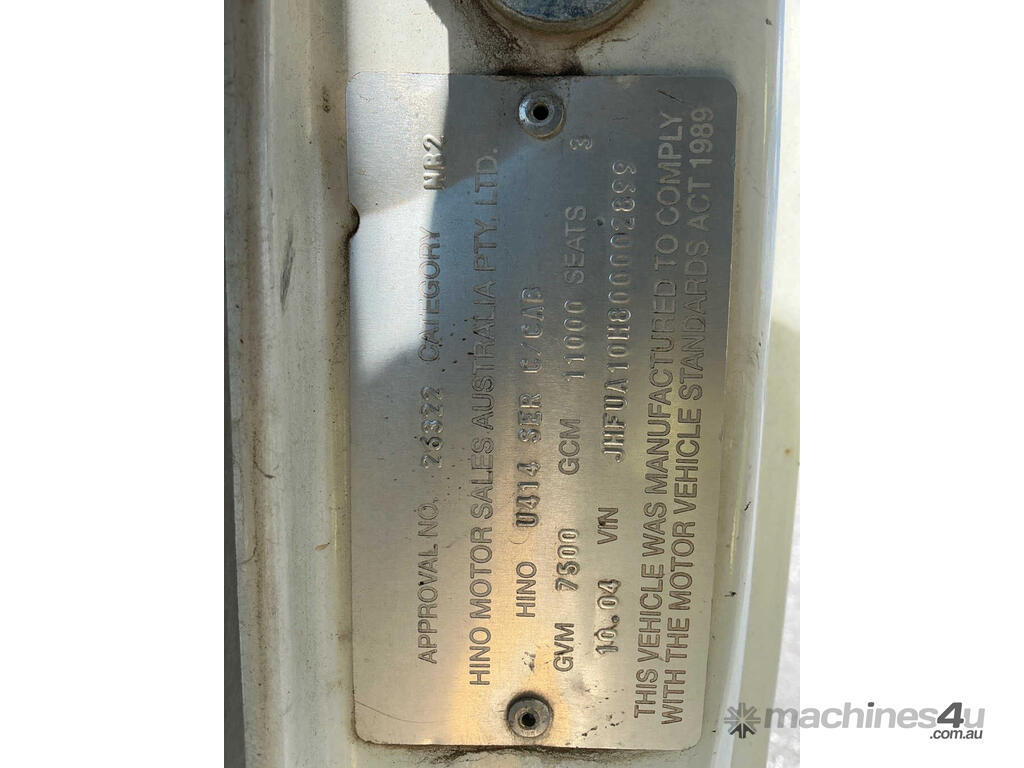 APPROVAL NO. 26322 CATEGORY NB2
HINO MOTOR SALES AUSTRALIA PTY. LTD.
HINO U414 SER C/CAB
GVM 7500 GCM 11000 SEATS 3
10.04 VIN JHFUA10H800002899
THIS VEHICLE WAS MANUFACTURED TO COMPLY
WITH THE MOTOR VEHICLE STANDARDS ACT 1989
machines4u
.com.au